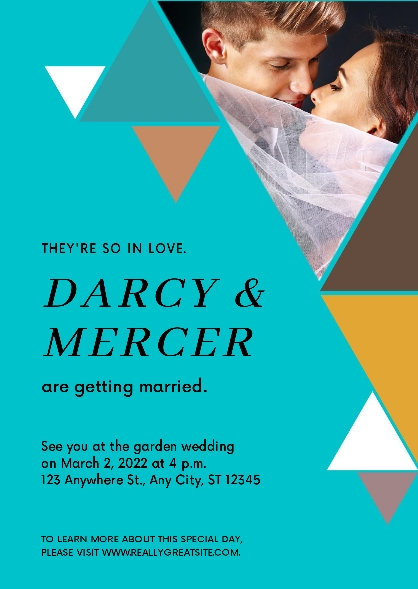 THEY'RE SO IN LOVE.
DARCY &
MERCER
are getting married.
See you at the garden wedding
on March 2, 2022 at 4 p.m.
123 Anywhere St., Any City, ST 12345
TO LEARN MORE ABOUT THIS SPECIAL DAY,
PLEASE VISIT WWW.REALLYGREATSITE.COM.